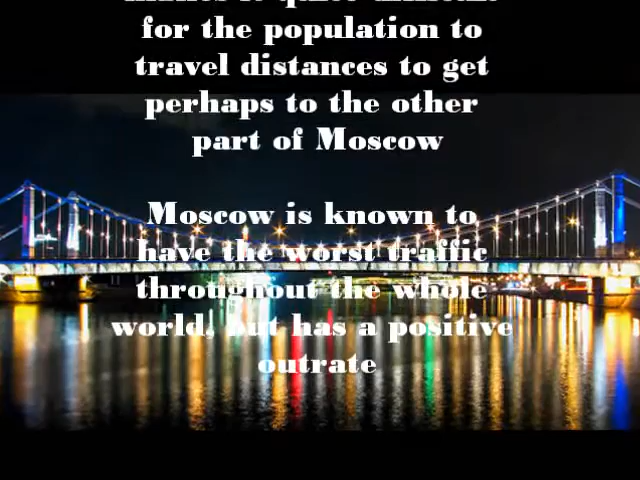 for the population to
travel distances to get
perhaps to the other
part of Moscow
Moscow is known to
have the worst traffic
throughout the whole
world, but has a positive
outrate